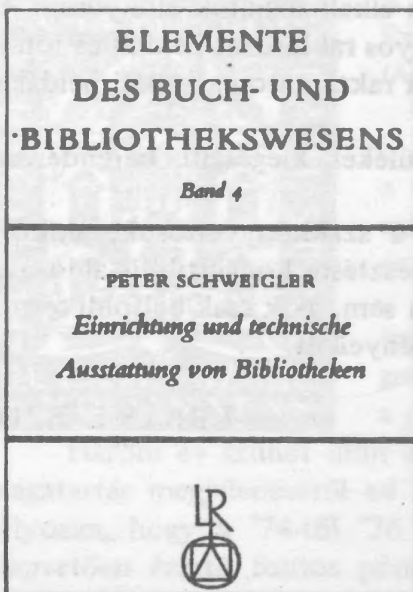 ELEMENTE
DES BUCH- UND
BIBLIOTHEKSWESENS
Band 4
PETER SCHWEIGLER
Einrichtung und technische
Ausstattung von Bibliotheken
LR